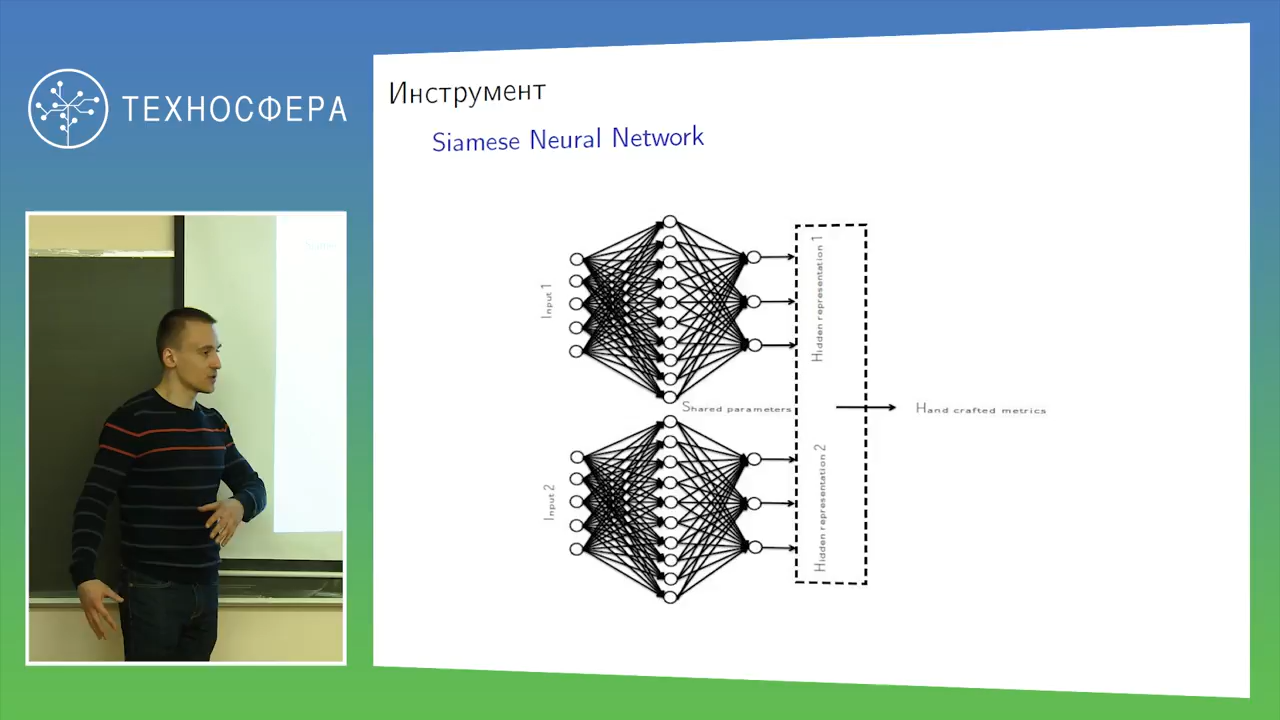 ТЕХНОСФЕРА
Инструмент
Siamese Neural Network
Input 1
Hidden representation 1
Shared parameters
Hand crafted metrics
Input 2
Hidden representation 2